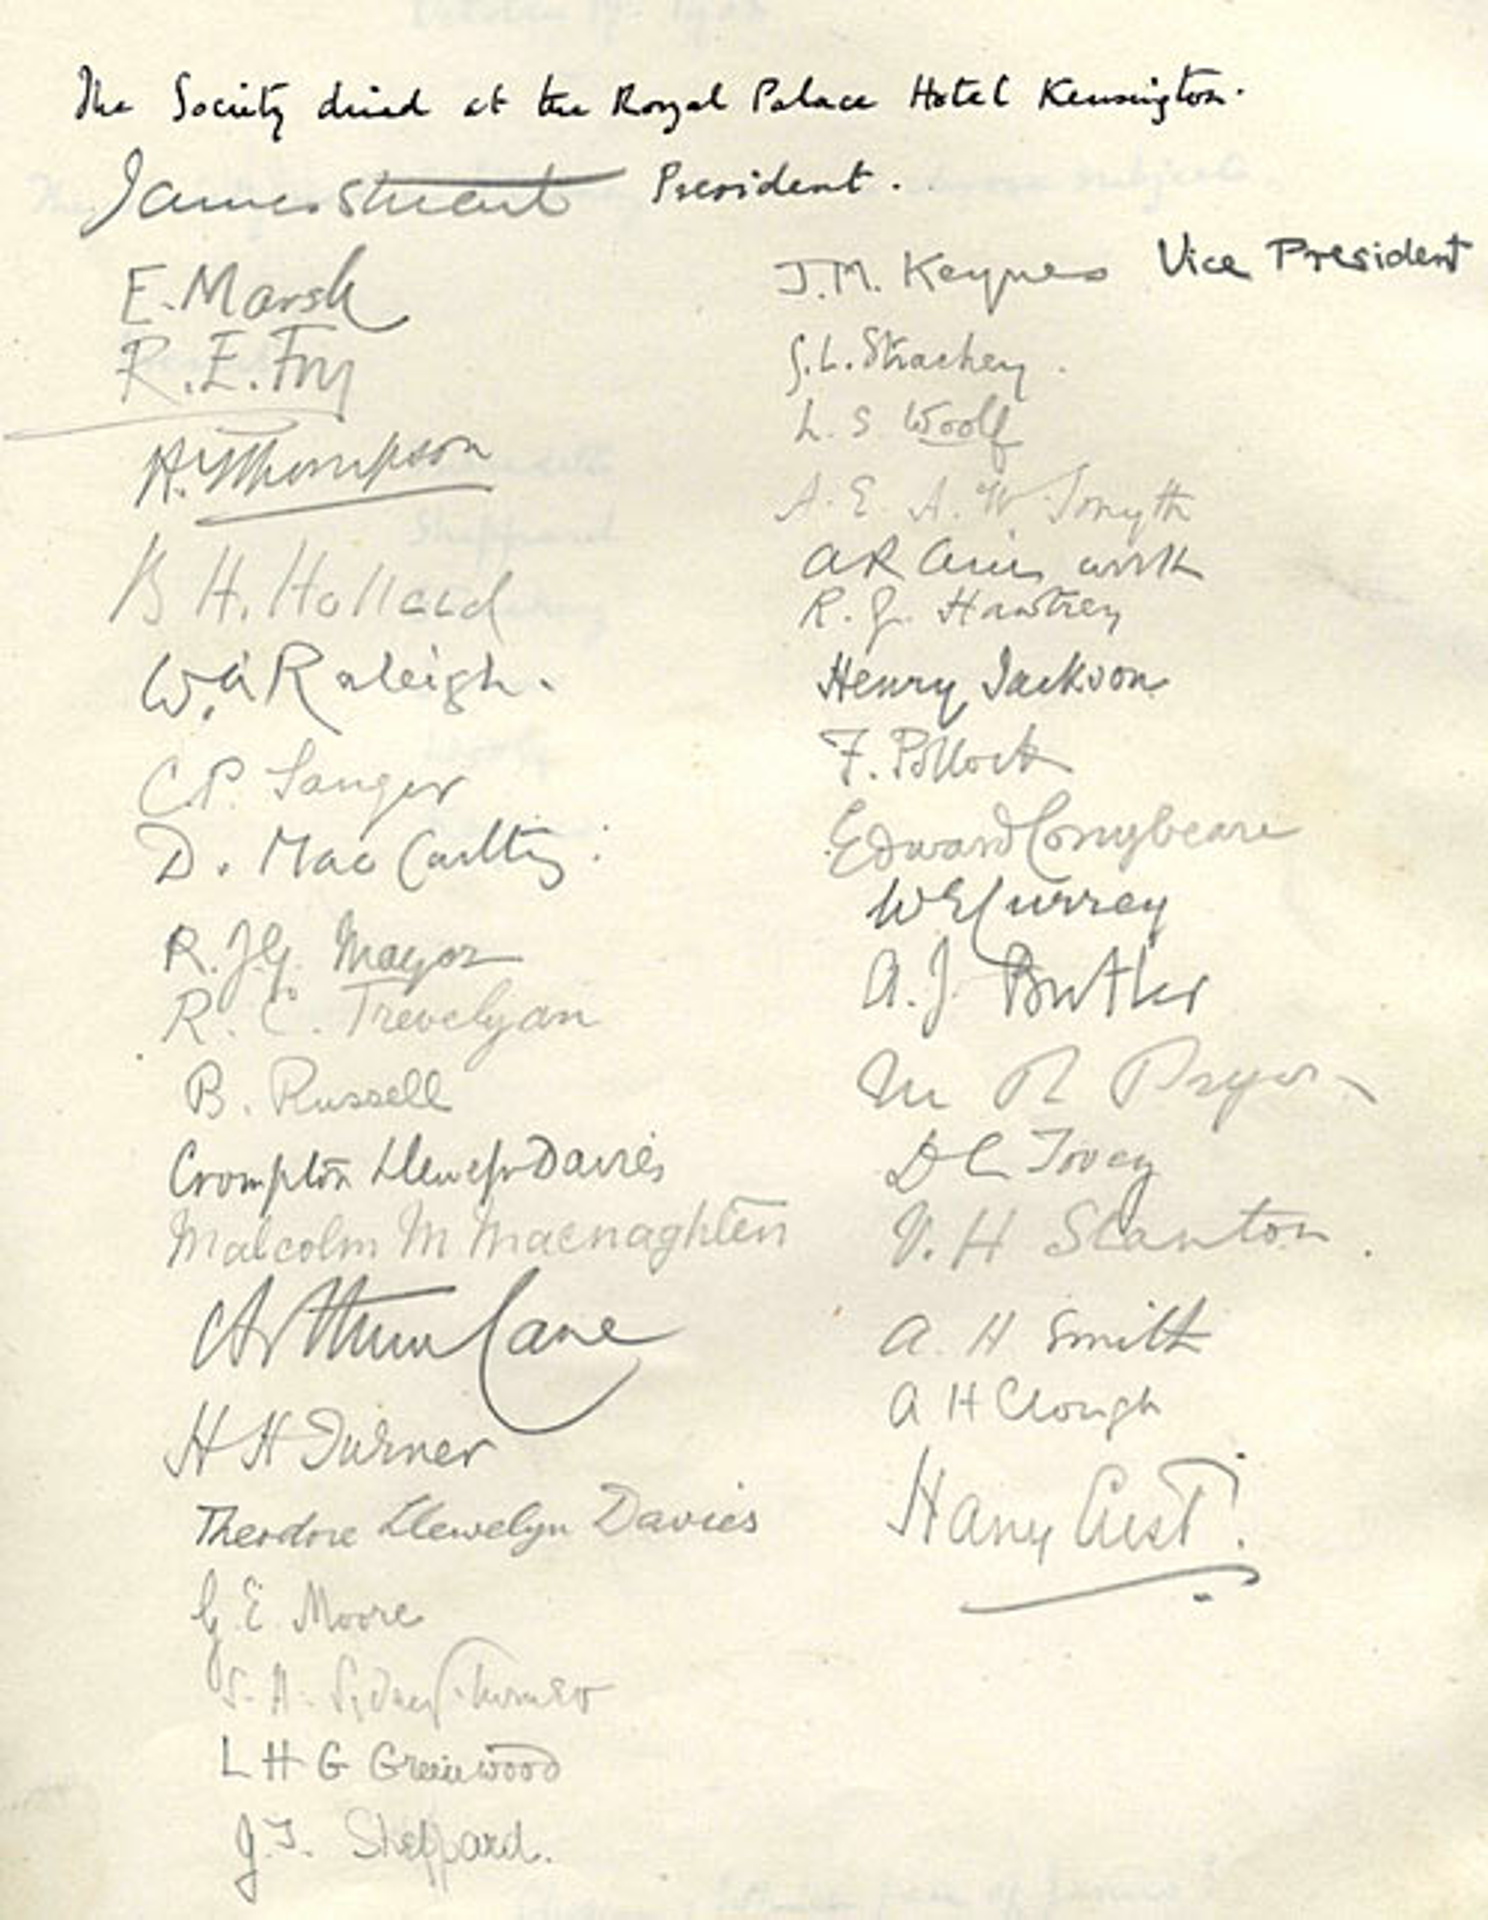 The Society dined at the Royal Palace Hotel Kensington.
James Stuart President.
E. Marsh
R. E. Fry
H. Y. Thompson
B H. Holland
W. A Raleigh.
C. P. Sanger
D. MacCarthy.
R. J. G. Mayor
R. C. Trevelyan
B. Russell
Crompton Llewelyn Davies
Malcolm M Macnaghten
Arthur Cane
H H Turner
Theodore Llewelyn Davies
G. E. Moore
S. A. Sydney-Turner
L H G Greenwood
J. T. Sheppard.
J. M. Keynes Vice President
G. L. Strachey.
L. S Woolf
A. E. A. W. Smyth
A R Ainsworth
R. G. Hawtrey
Henry Jackson
F. Pollock
Edward Conybeare
W E Currey
A. J. Butler
M R Pryor
D C Tovey
V. H Stanton.
A. H Smith
A H Clough
Harry Cust.